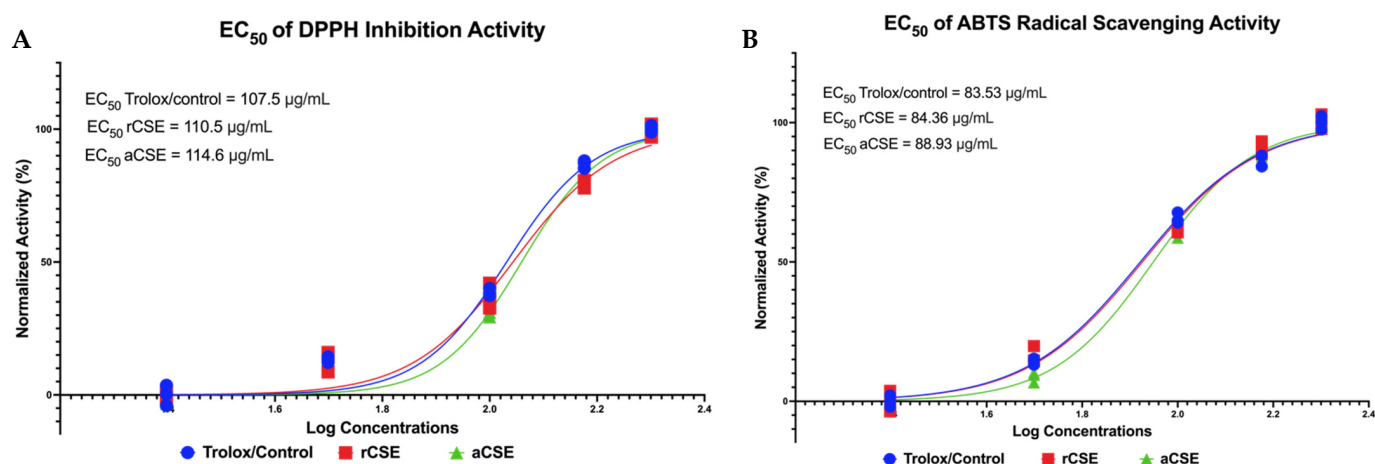 A
EC50 of DPPH Inhibition Activity
EC50 Trolox/control = 107.5 µg/mL
EC50 rCSE = 110.5 µg/mL
EC50 aCSE = 114.6 µg/mL
Normalized Activity (%)
100
50
0
1.6
1.8
2.0
2.2
2.4
Log Concentrations
Trolox/Control
rCSE
aCSE
B
EC50 of ABTS Radical Scavenging Activity
EC50 Trolox/control = 83.53 µg/mL
EC50 rCSE = 84.36 µg/mL
EC50 aCSE = 88.93 µg/mL
Normalized Activity (%)
100
50
0
1.6
1.8
2.0
2.2
2.4
Log Concentrations
Trolox/Control
rCSE
aCSE